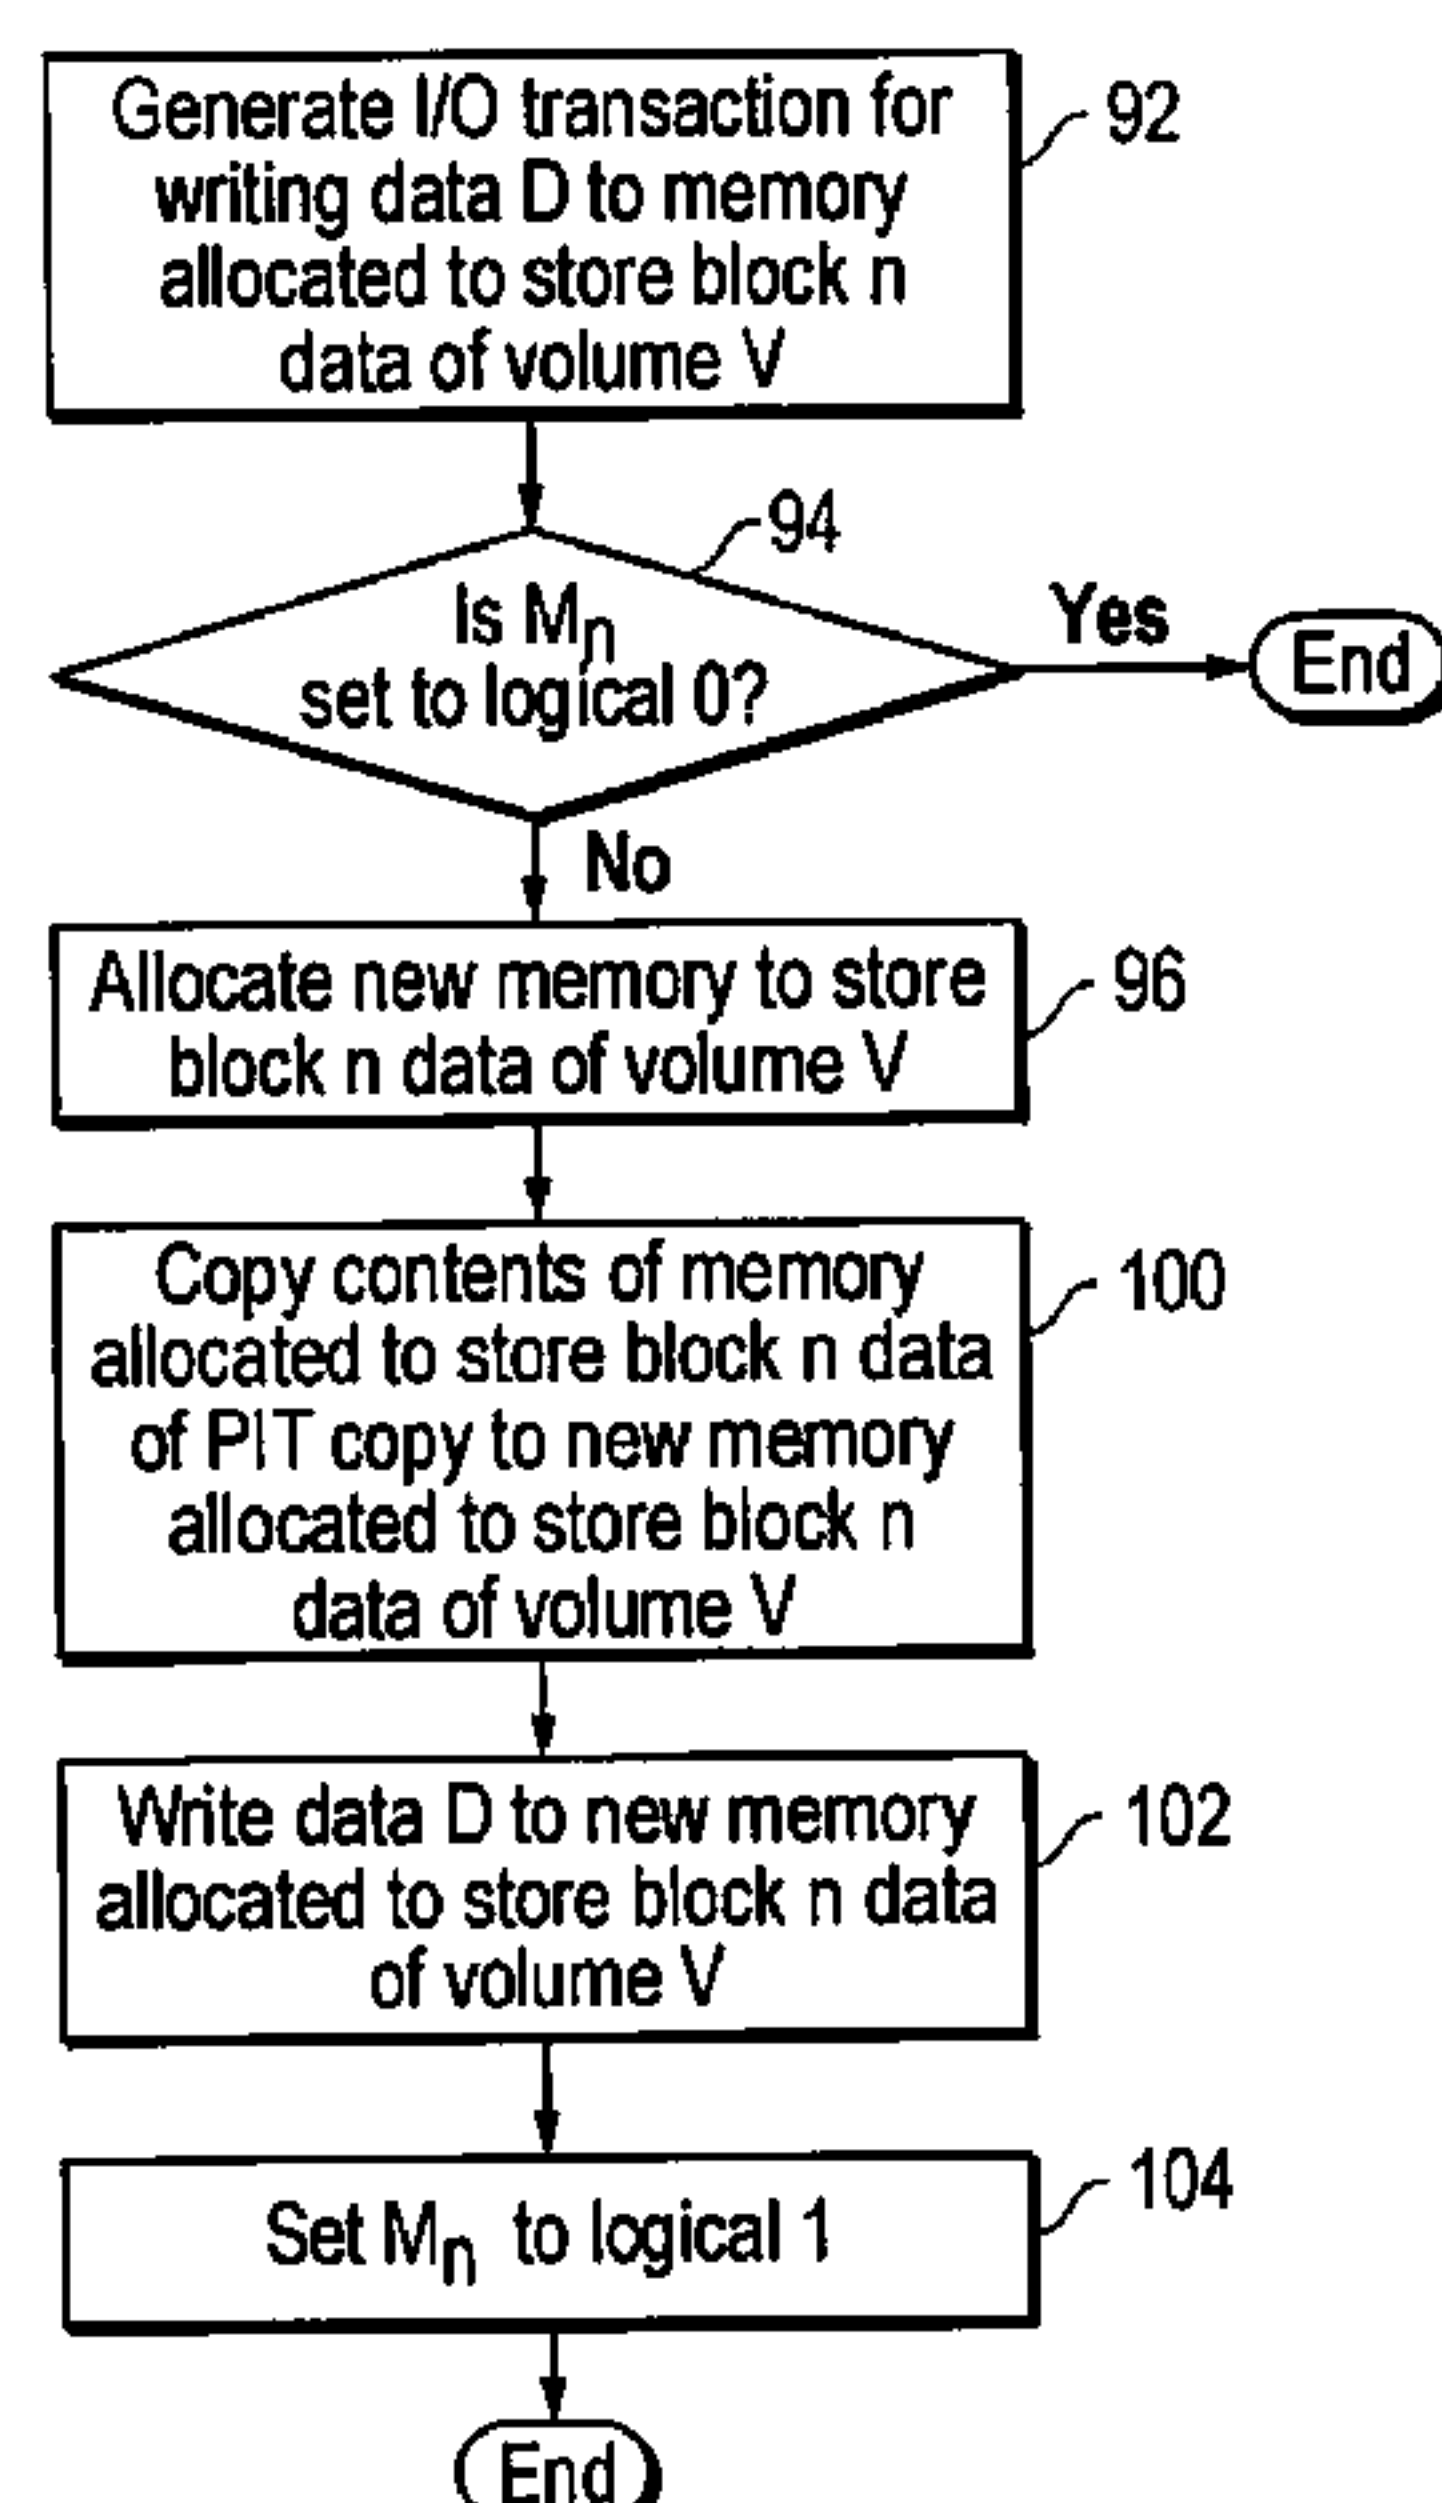 Generate I/O transaction for
writing data D to memory
allocated to store block n
data of volume V
92
94
Is Mn
set to logical 0?
Yes
End
No
Allocate new memory to store
block n data of volume V
96
Copy contents of memory
allocated to store block n data
of PIT copy to new memory
allocated to store block n
data of volume V
100
Write data D to new memory
allocated to store block n data
of volume V
102
Set Mn to logical 1
104
End